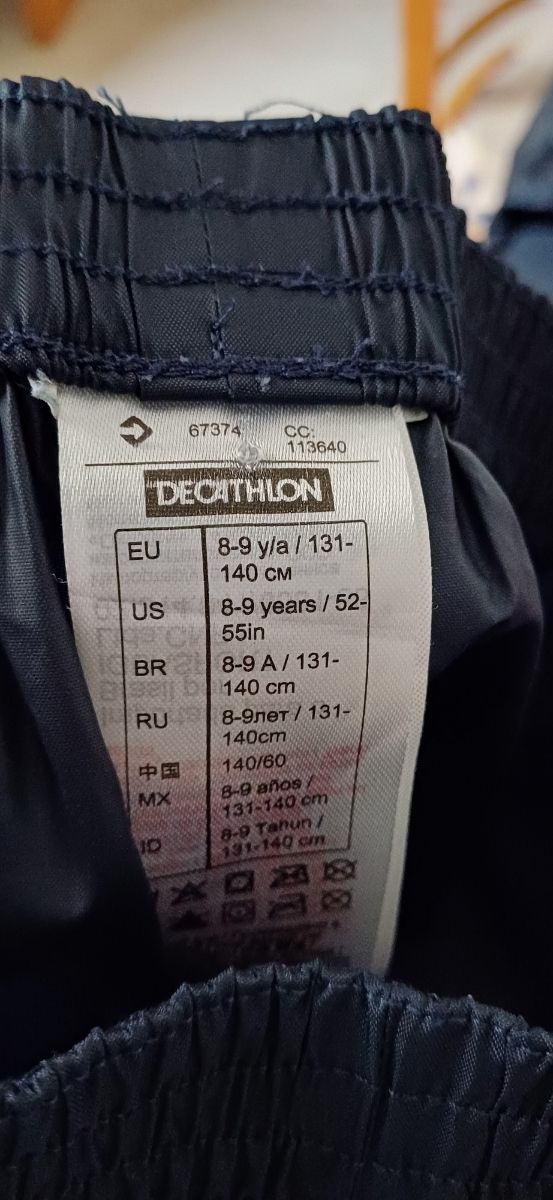 67374 CC:
113640
DECATHLON
EU 8-9 y/a / 131-
140 см
US 8-9 years / 52-
55in
BR 8-9 A / 131-
140 cm
RU 8-9лет / 131-
140cm
中国 140/60
MX 8-9 años /
131-140 cm
ID 8-9 Tahun /
131-140 cm